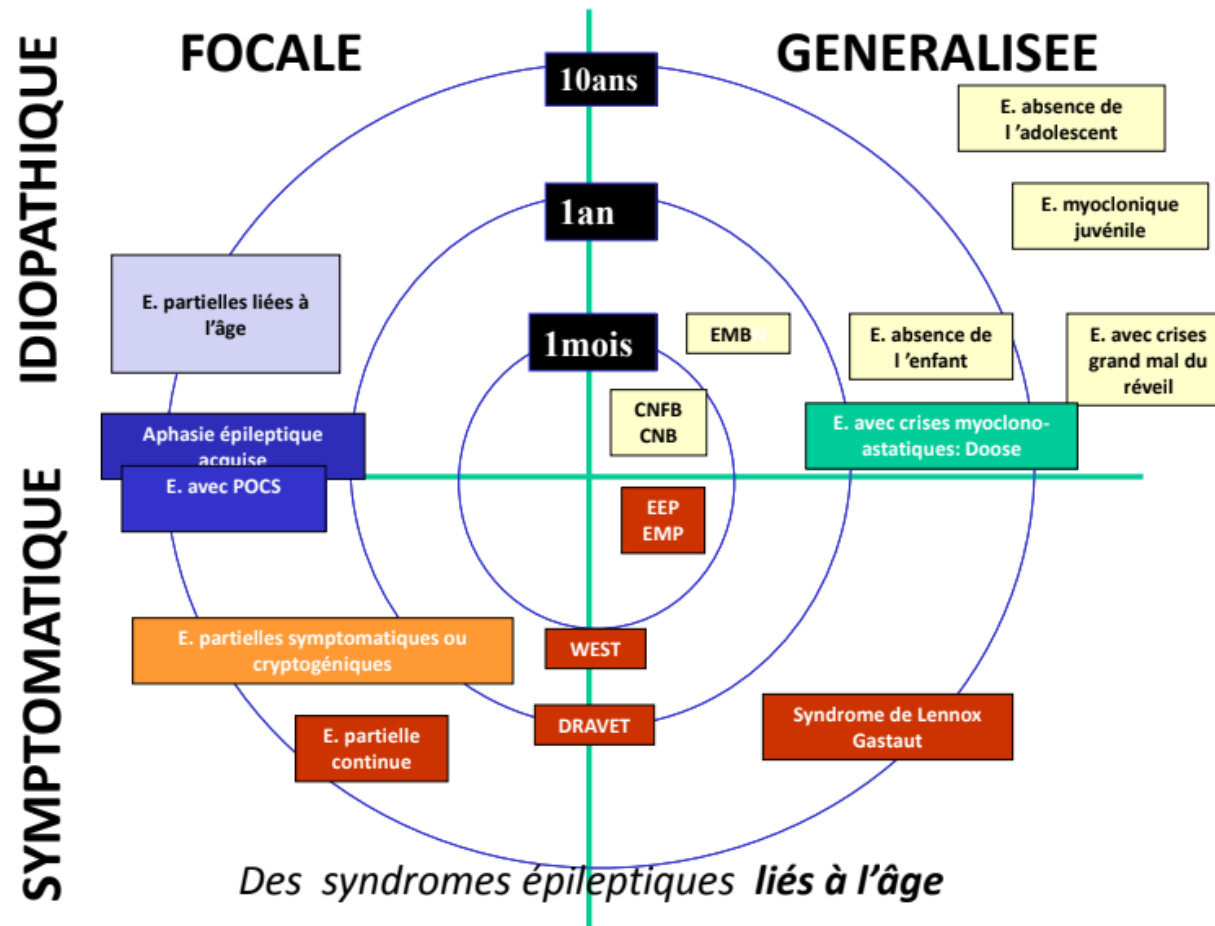 FOCALE
GENERALISEE
IDIOPATHIQUE
SYMPTOMATIQUE
10ans
1an
1mois
E. absence de
l ’adolescent
E. myoclonique
juvénile
E. partielles liées à
l’âge
EMBN
E. absence de
l ’enfant
E. avec crises
grand mal du
réveil
CNFB
CNB
Aphasie épileptique
acquise
E. avec crises myoclono-
astatiques: Doose
E. avec POCS
EEP
EMP
E. partielles symptomatiques ou
cryptogéniques
WEST
DRAVET
Syndrome de Lennox
Gastaut
E. partielle
continue
Des syndromes épileptiques liés à l’âge